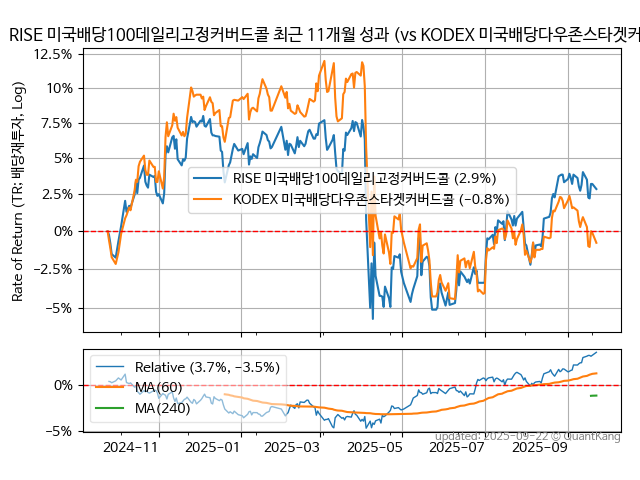 RISE 미국배당100데일리고정커버드콜 최근 11개월 성과 (vs KODEX 미국배당다우존스타겟커
Rate of Return (TR: 배당재투자, Log)
12.5%
10%
7.5%
5%
2.5%
0%
−2.5%
−5%
RISE 미국배당100데일리고정커버드콜 (2.9%)
KODEX 미국배당다우존스타겟커버드콜 (−0.8%)
0%
−5%
Relative (3.7%, −3.5%)
MA(60)
MA(240)
2024−11
2025−01
2025−03
2025−05
2025−07
2025−09
updated: 2025−09−22 © QuantKang